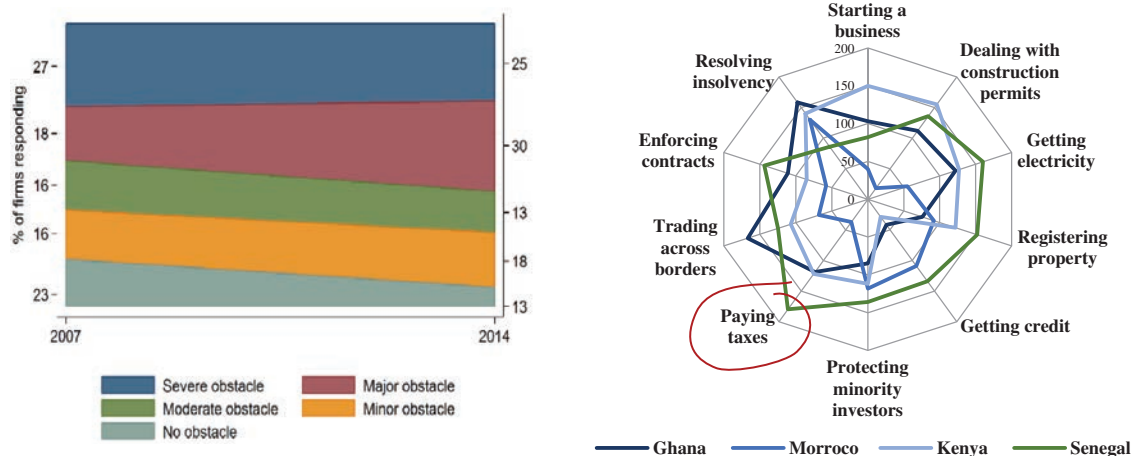 % of firms responding
27
18
16
16
23
25
30
13
18
13
2007
2014
Severe obstacle
Major obstacle
Moderate obstacle
Minor obstacle
No obstacle
Starting a
business
Dealing with
construction
permits
Getting
electricity
Registering
property
Getting credit
Protecting
minority
investors
Paying
taxes
Trading
across
borders
Enforcing
contracts
Resolving
insolvency
200
150
100
50
0
Ghana
Morroco
Kenya
Senegal